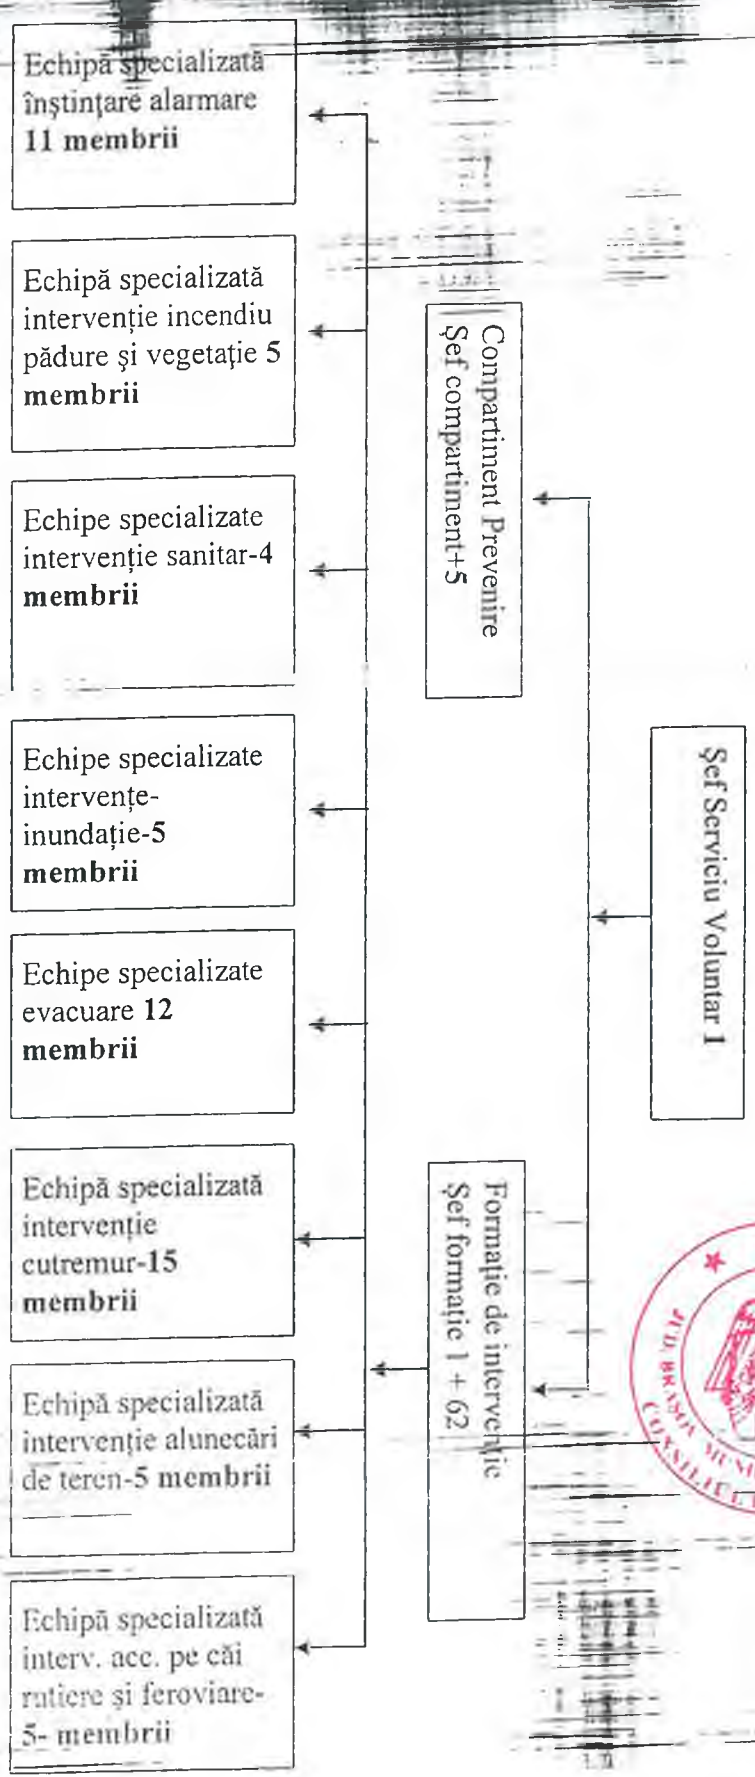 Şef Serviciu Voluntar 1
Compartiment Prevenire
Şef compartiment+5
Formaţie de intervenţie
Şef formaţie 1 + 62
Echipă specializată
înştinţare alarmare
11 membrii
Echipă specializată
intervenţie incendiu
pădure şi vegetaţie 5
membrii
Echipe specializate
intervenţie sanitar-4
membrii
Echipe specializate
intervenţe-
inundaţie-5
membrii
Echipe specializate
evacuare 12
membrii
Echipă specializată
intervenţie
cutremur-15
membrii
Echipă specializată
intervenţie alunecări
de teren-5 membrii
Echipă specializată
interv. acc. pe căi
rutiere şi feroviare-
5- membrii
JUD. BRAŞOV
CONSILIUL